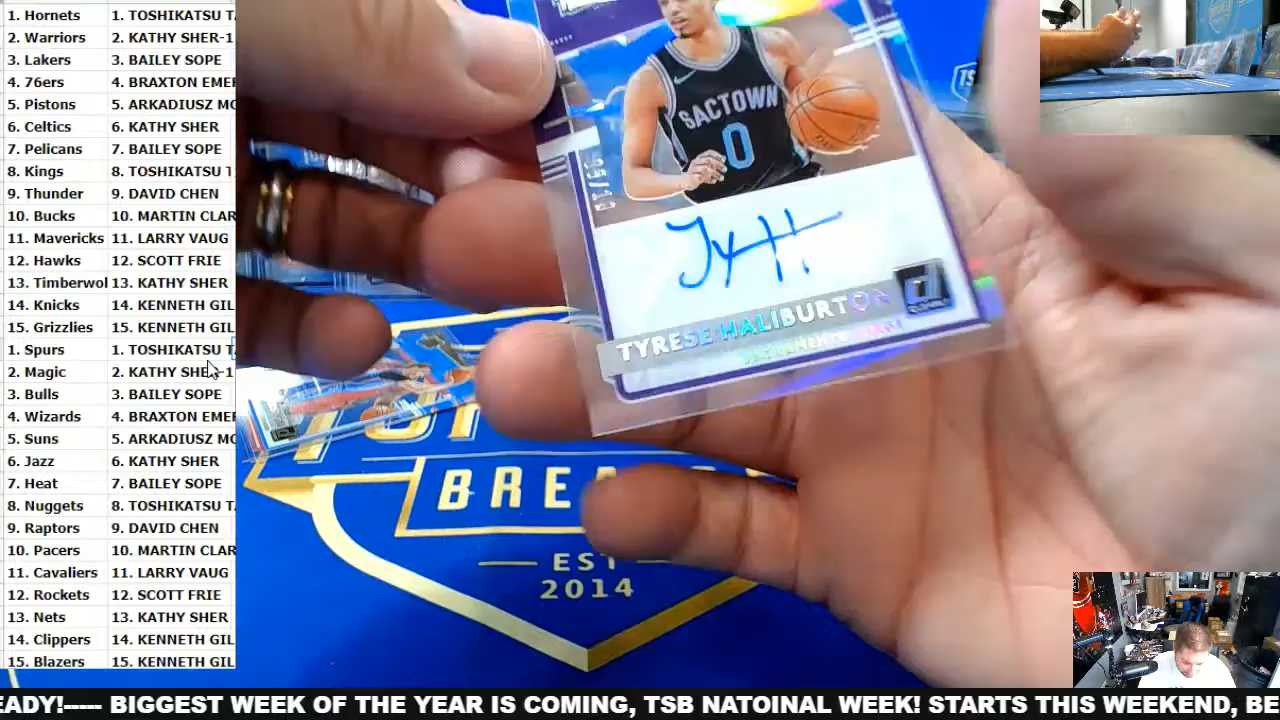 1. Hornets 1. TOSHIKATSU T
2. Warriors 2. KATHY SHER-1
3. Lakers 3. BAILEY SOPE
4. 76ers 4. BRAXTON EMER
5. Pistons 5. ARKADIUSZ MO
6. Celtics 6. KATHY SHER
7. Pelicans 7. BAILEY SOPE
8. Kings 8. TOSHIKATSU 1
9. Thunder 9. DAVID CHEN
10. Bucks 10. MARTIN CLAR
11. Mavericks 11. LARRY VAUG
12. Hawks 12. SCOTT FRIE
13. Timberwol 13. KATHY SHER
14. Knicks 14. KENNETH GIL
15. Grizzlies 15. KENNETH GIL
1. Spurs 1. TOSHIKATSU T
2. Magic 2. KATHY SHER-1
3. Bulls 3. BAILEY SOPE
4. Wizards 4. BRAXTON EMER
5. Suns 5. ARKADIUSZ MO
6. Jazz 6. KATHY SHER
7. Heat 7. BAILEY SOPE
8. Nuggets 8. TOSHIKATSU T
9. Raptors 9. DAVID CHEN
10. Pacers 10. MARTIN CLAR
11. Cavaliers 11. LARRY VAUG
12. Rockets 12. SCOTT FRIE
13. Nets 13. KATHY SHER
14. Clippers 14. KENNETH GIL
15. Blazers 15. KENNETH GIL
SACTOWN
0
TyH
TYRESE HALIBURTON
BREA
EST
2014
EADY!----- BIGGEST WEEK OF THE YEAR IS COMING, TSB NATOINAL WEEK! STARTS THIS WEEKEND, BE